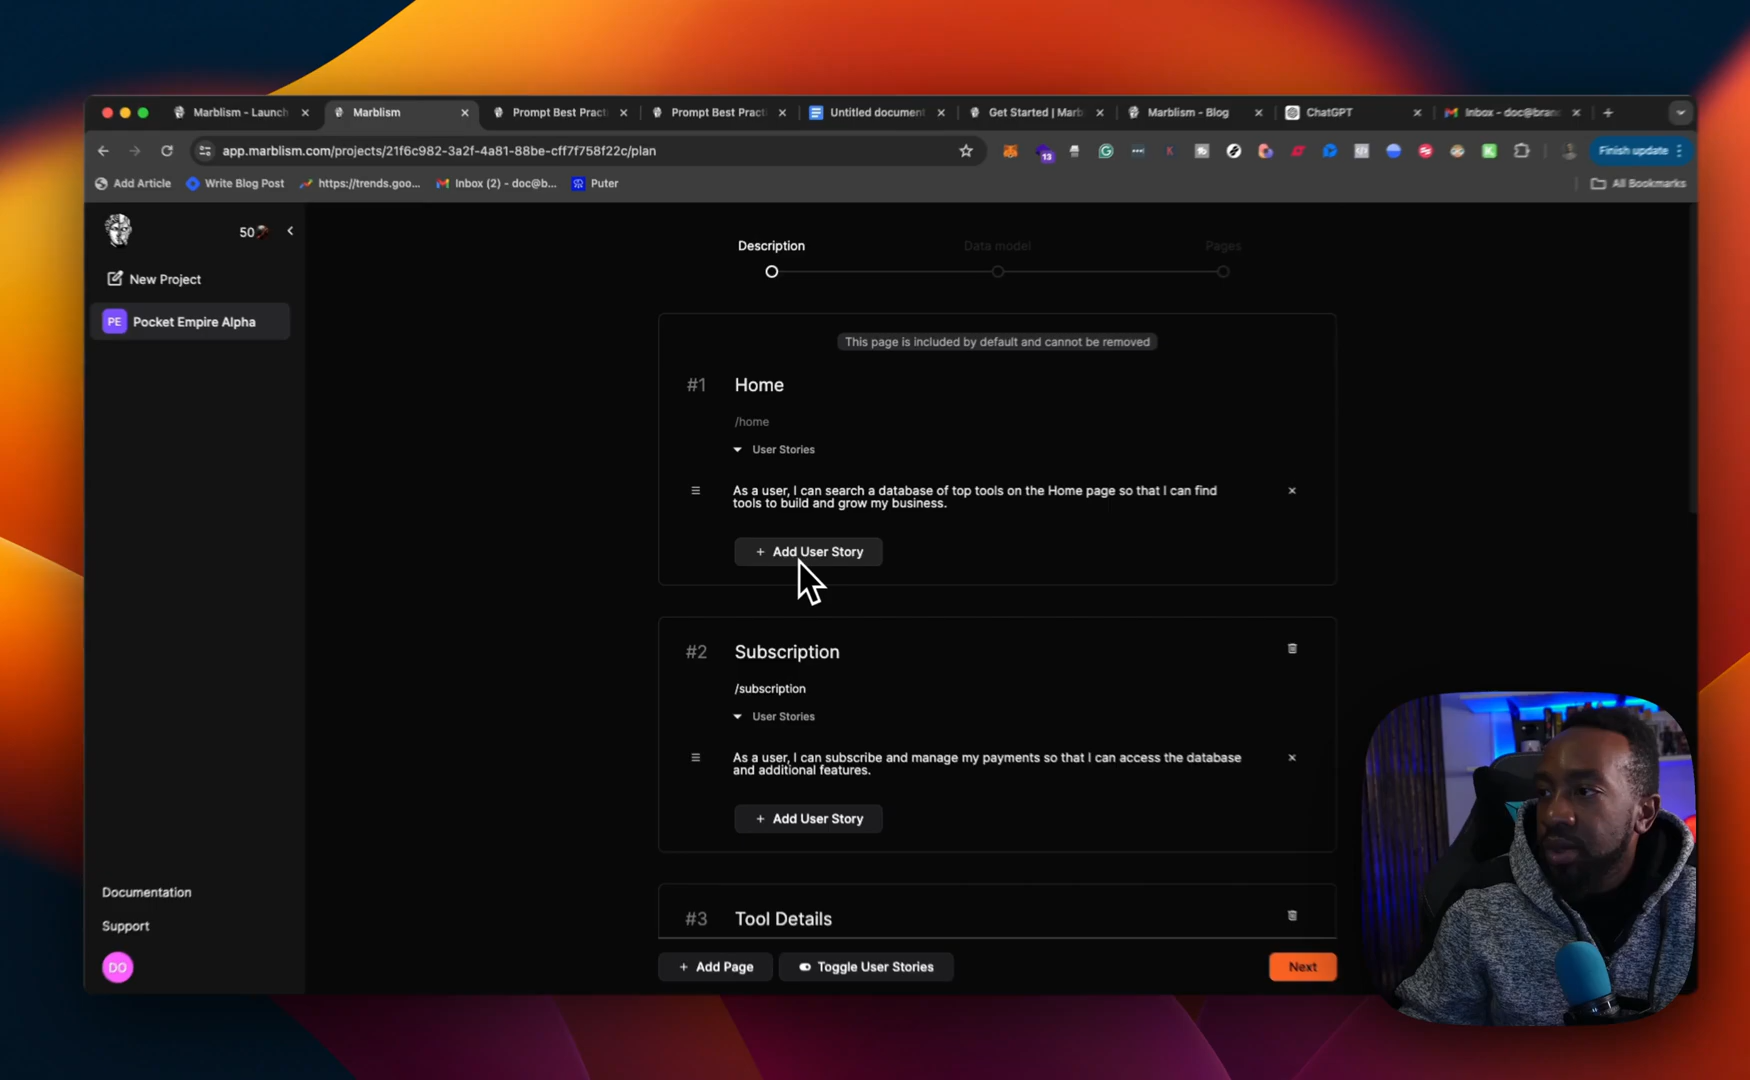 Marblism - Launch
Marblism
Prompt Best Practi
Prompt Best Practi
Untitled document
Get Started | Marb
Marblism - Blog
ChatGPT
Inbox - doc@brans
app.marblism.com/projects/21f6c982-3a2f-4a81-88be-cff7f758f22c/plan
13
Finish update
Add Article
Write Blog Post
https://trends.goo...
Inbox (2) - doc@b...
Puter
All Bookmarks
50
New Project
PE
Pocket Empire Alpha
Description
Data model
Pages
This page is included by default and cannot be removed
#1
Home
/home
User Stories
As a user, I can search a database of top tools on the Home page so that I can find
tools to build and grow my business.
+ Add User Story
#2
Subscription
/subscription
User Stories
As a user, I can subscribe and manage my payments so that I can access the database
and additional features.
+ Add User Story
#3
Tool Details
+ Add Page
Toggle User Stories
Next
Documentation
Support
DO